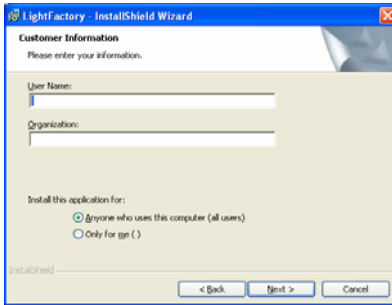 LightFactory - InstallShield Wizard
Customer Information
Please enter your information.
User Name:
Organization:
Install this application for:
Anyone who uses this computer (all users)
Only for me ( )
InstallShield
< Back Next > Cancel